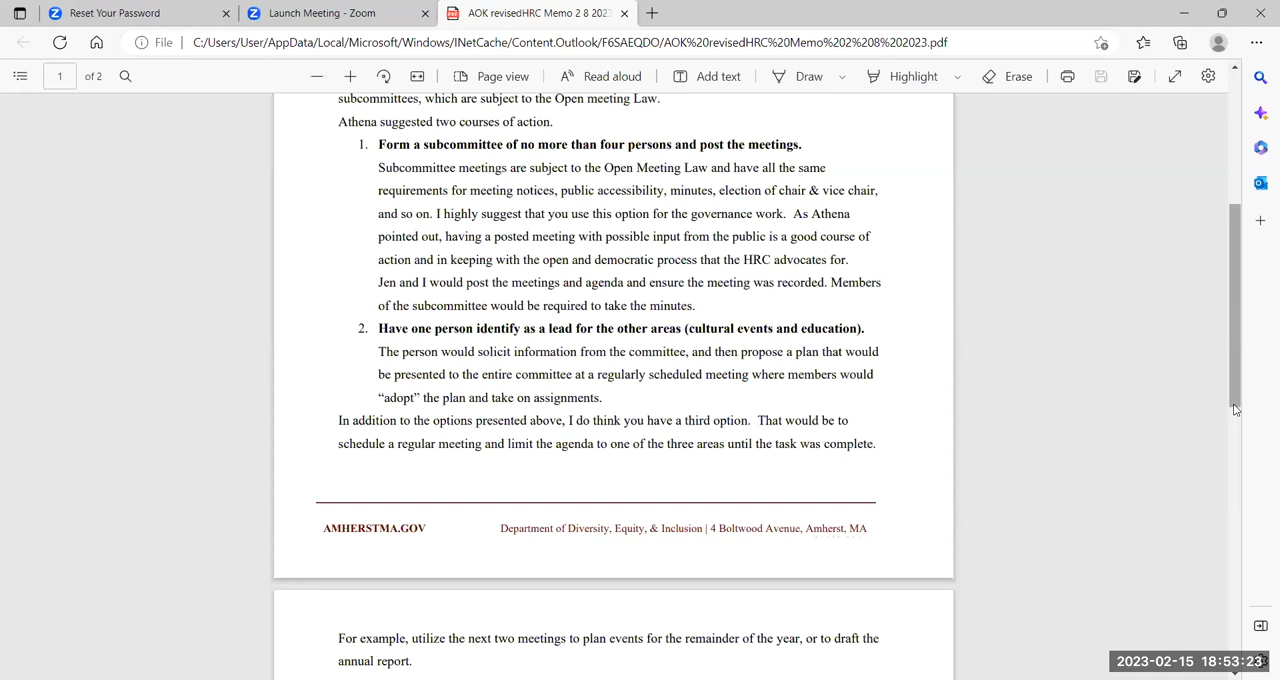 Reset Your Password
Launch Meeting - Zoom
AOK revisedHRC Memo 2 8 2023
File
C:/Users/User/AppData/Local/Microsoft/Windows/INetCache/Content.Outlook/F6SAEQDO/AOK%20revisedHRC%20Memo%202%208%202023.pdf
1 of 2
Page view
Read aloud
Add text
Draw
Highlight
Erase
subcommittees, which are subject to the Open meeting Law.
Athena suggested two courses of action.
1. Form a subcommittee of no more than four persons and post the meetings.
Subcommittee meetings are subject to the Open Meeting Law and have all the same
requirements for meeting notices, public accessibility, minutes, election of chair & vice chair,
and so on. I highly suggest that you use this option for the governance work. As Athena
pointed out, having a posted meeting with possible input from the public is a good course of
action and in keeping with the open and democratic process that the HRC advocates for.
Jen and I would post the meetings and agenda and ensure the meeting was recorded. Members
of the subcommittee would be required to take the minutes.
2. Have one person identify as a lead for the other areas (cultural events and education).
The person would solicit information from the committee, and then propose a plan that would
be presented to the entire committee at a regularly scheduled meeting where members would
“adopt” the plan and take on assignments.
In addition to the options presented above, I do think you have a third option. That would be to
schedule a regular meeting and limit the agenda to one of the three areas until the task was complete.
AMHERSTMA.GOV
Department of Diversity, Equity, & Inclusion | 4 Boltwood Avenue, Amherst, MA
For example, utilize the next two meetings to plan events for the remainder of the year, or to draft the
annual report.
2023-02-15 18:53:23